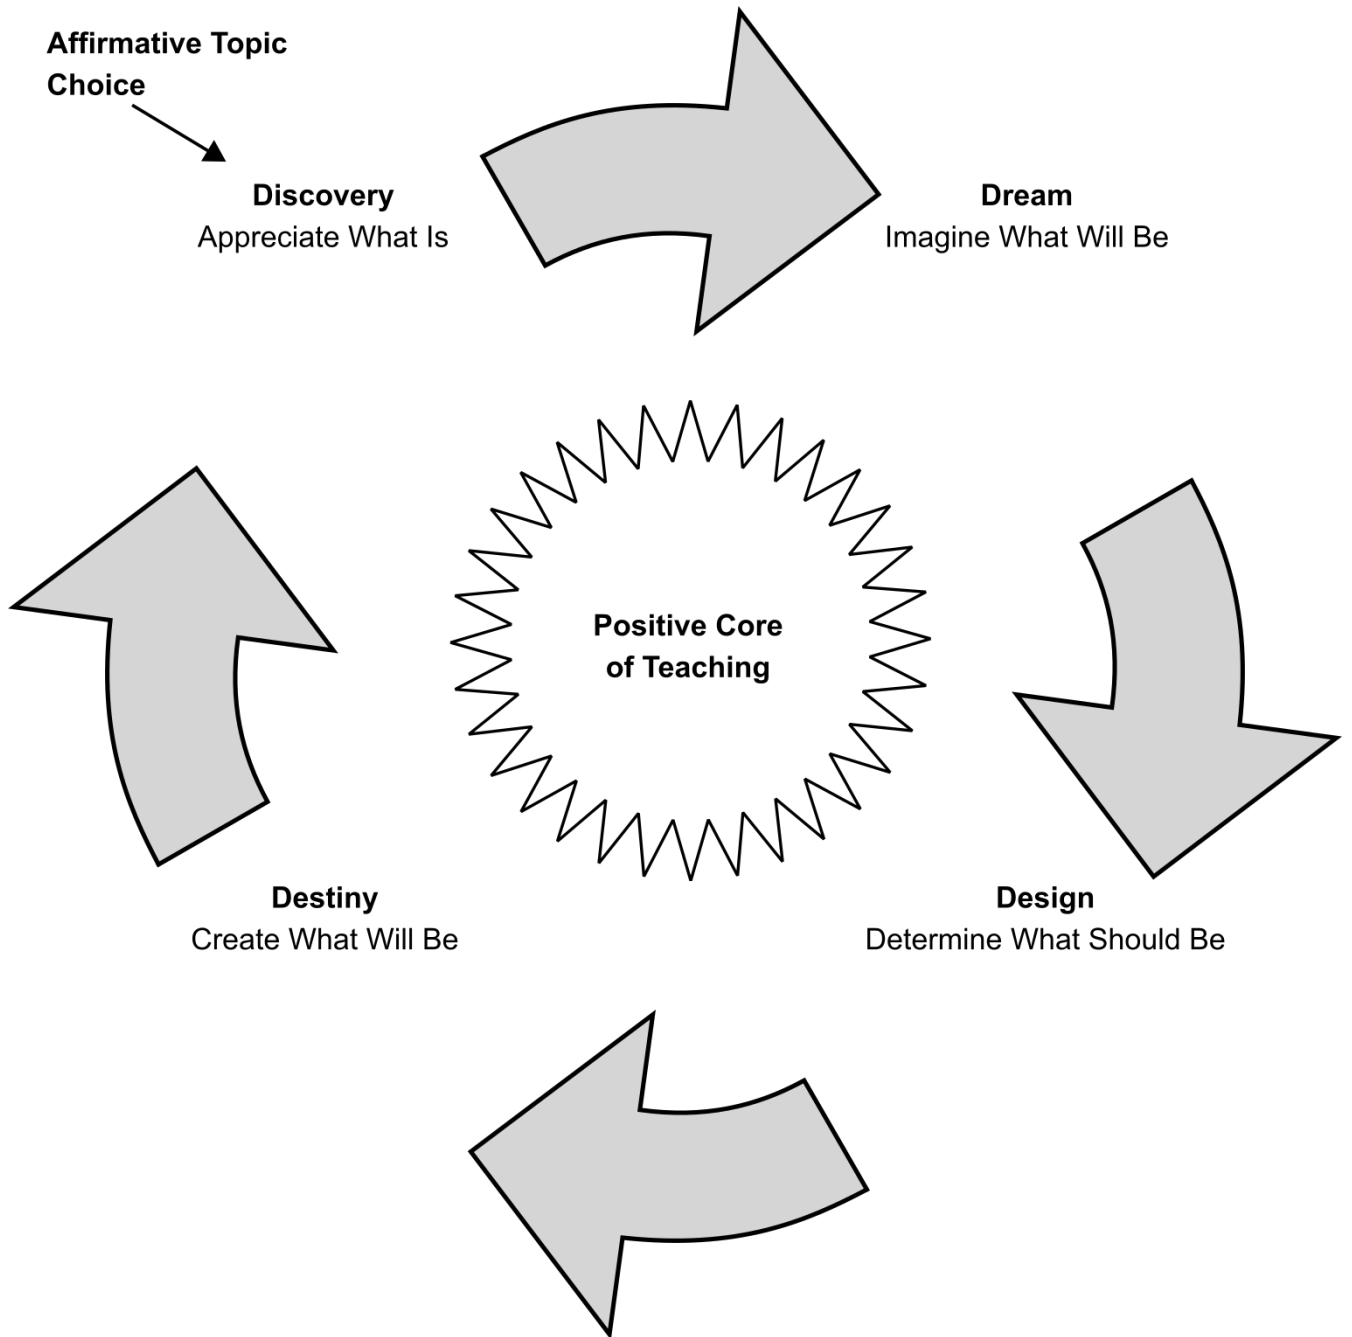 Affirmative Topic
Choice
Discovery
Appreciate What Is
Dream
Imagine What Will Be
Positive Core
of Teaching
Destiny
Create What Will Be
Design
Determine What Should Be